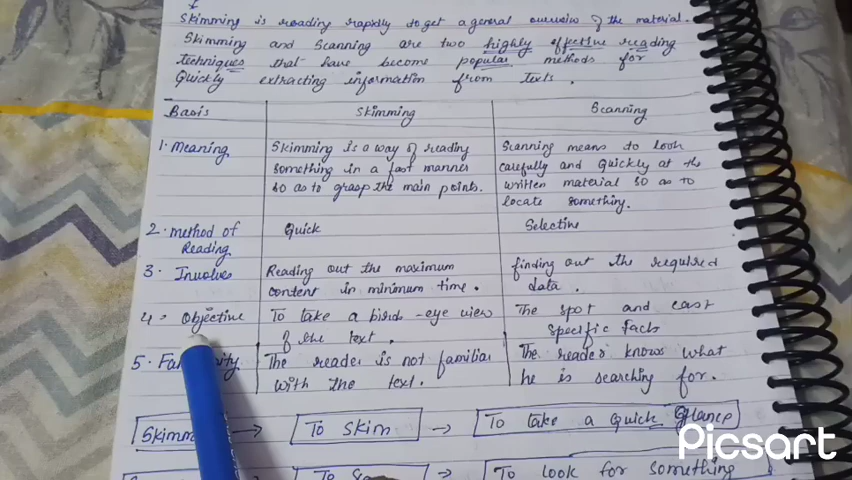 Skimming is reading rapidly to get a general overview of the material.
Skimming and Scanning are two highly effective reading
techniques that have become popular methods for
Quickly extracting information from texts.
Basis Skimming Scanning
1. Meaning Skimming is a way of reading Scanning means to look
something in a fast manner carefully and Quickly at the
so as to grasp the main points. written material so as to
locate something.
2. method of Quick Selective
Reading
3. Involves Reading out the maximum finding out the required
content in minimum time. data.
4. Objective To take a bird-eye view The spot and
of the text. specific facts
5. The reader is not familiar The reader knows what
with the text. he is searching for.
To Skim → To take a Quick Glance
To → To look for something
Picsart